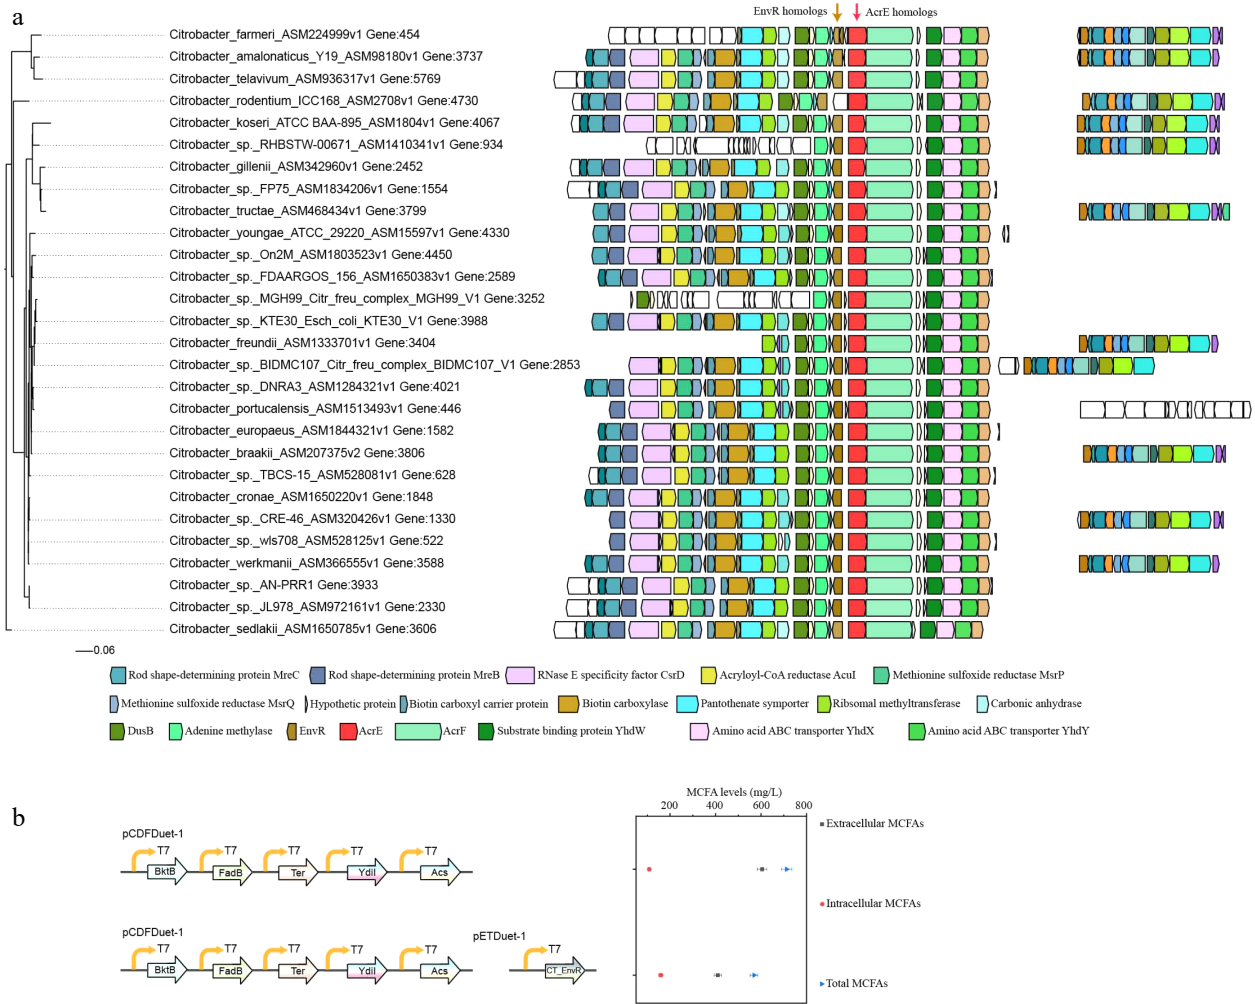 a
EnvR homologs
AcrE homologs
Citrobacter_farmeri_ASM224999v1 Gene:454
Citrobacter_amalonaticus_Y19_ASM98180v1 Gene:3737
Citrobacter_telavivum_ASM936317v1 Gene:5769
Citrobacter_rodentium_ICC168_ASM2708v1 Gene:4730
Citrobacter_koseri_ATCC BAA-895_ASM1804v1 Gene:4067
Citrobacter_sp._RHBSTW-00671_ASM1410341v1 Gene:934
Citrobacter_gillenii_ASM342960v1 Gene:2452
Citrobacter_sp._FP75_ASM1834206v1 Gene:1554
Citrobacter_tructae_ASM468434v1 Gene:3799
Citrobacter_youngae_ATCC_29220_ASM15597v1 Gene:4330
Citrobacter_sp._On2M_ASM1803523v1 Gene:4450
Citrobacter_sp._FDAARGOS_156_ASM1650383v1 Gene:2589
Citrobacter_sp._MGH99_Citr_freu_complex_MGH99_V1 Gene:3252
Citrobacter_sp._KTE30_Esch_coli_KTE30_V1 Gene:3988
Citrobacter_freundii_ASM1333701v1 Gene:3404
Citrobacter_sp._BIDMC107_Citr_freu_complex_BIDMC107_V1 Gene:2853
Citrobacter_sp._DNRA3_ASM1284321v1 Gene:4021
Citrobacter_portucalensis_ASM1513493v1 Gene:446
Citrobacter_europaeus_ASM1844321v1 Gene:1582
Citrobacter_braakii_ASM207375v2 Gene:3806
Citrobacter_sp._TBCS-15_ASM528081v1 Gene:628
Citrobacter_cronae_ASM1650220v1 Gene:1848
Citrobacter_sp._CRE-46_ASM320426v1 Gene:1330
Citrobacter_sp._wls708_ASM528125v1 Gene:522
Citrobacter_werkmanii_ASM366555v1 Gene:3588
Citrobacter_sp._AN-PRR1 Gene:3933
Citrobacter_sp._JL978_ASM972161v1 Gene:2330
Citrobacter_sedlakii_ASM1650785v1 Gene:3606
0.06
Rod shape-determining protein MreC Rod shape-determining protein MreB RNase E specificity factor CsrD Acryloyl-CoA reductase AcuI Methionine sulfoxide reductase MsrP
Methionine sulfoxide reductase MsrQ Hypothetic protein Biotin carboxyl carrier protein Biotin carboxylase Pantothenate symporter Ribsomal methyltransferase Carbonic anhydrase
DusB Adenine methylase EnvR AcrE AcrF Substrate binding protein YhdW Amino acid ABC transporter YhdX Amino acid ABC transporter YhdY
b
pCDFDuet-1
T7 T7 T7 T7 T7
BktB FadB Ter YdiI Acs
pCDFDuet-1 pETDuet-1
T7 T7 T7 T7 T7 T7
BktB FadB Ter YdiI Acs CT_EnvR
MCFA levels (mg/L)
200 400 600 800
Extracellular MCFAs
Intracellular MCFAs
Total MCFAs